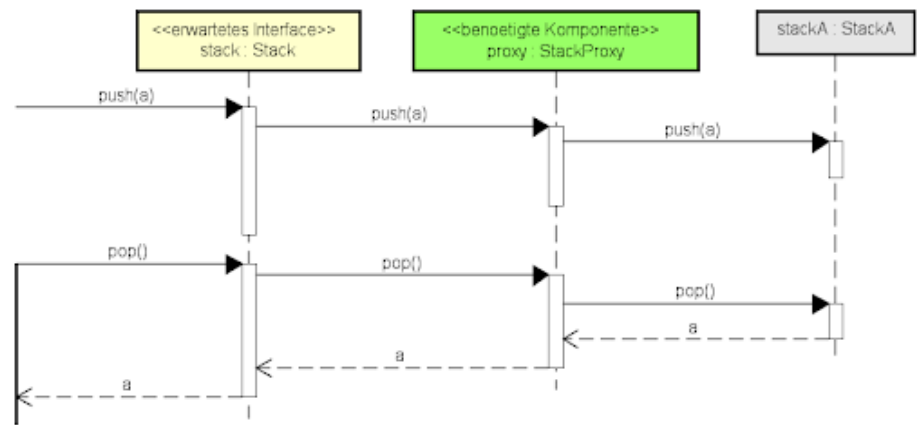 <<erwartetes Interface>>
stack : Stack
<<benoetigte Komponente>>
proxy : StackProxy
stackA : StackA
push(a)
push(a)
push(a)
pop()
pop()
pop()
a
a
a